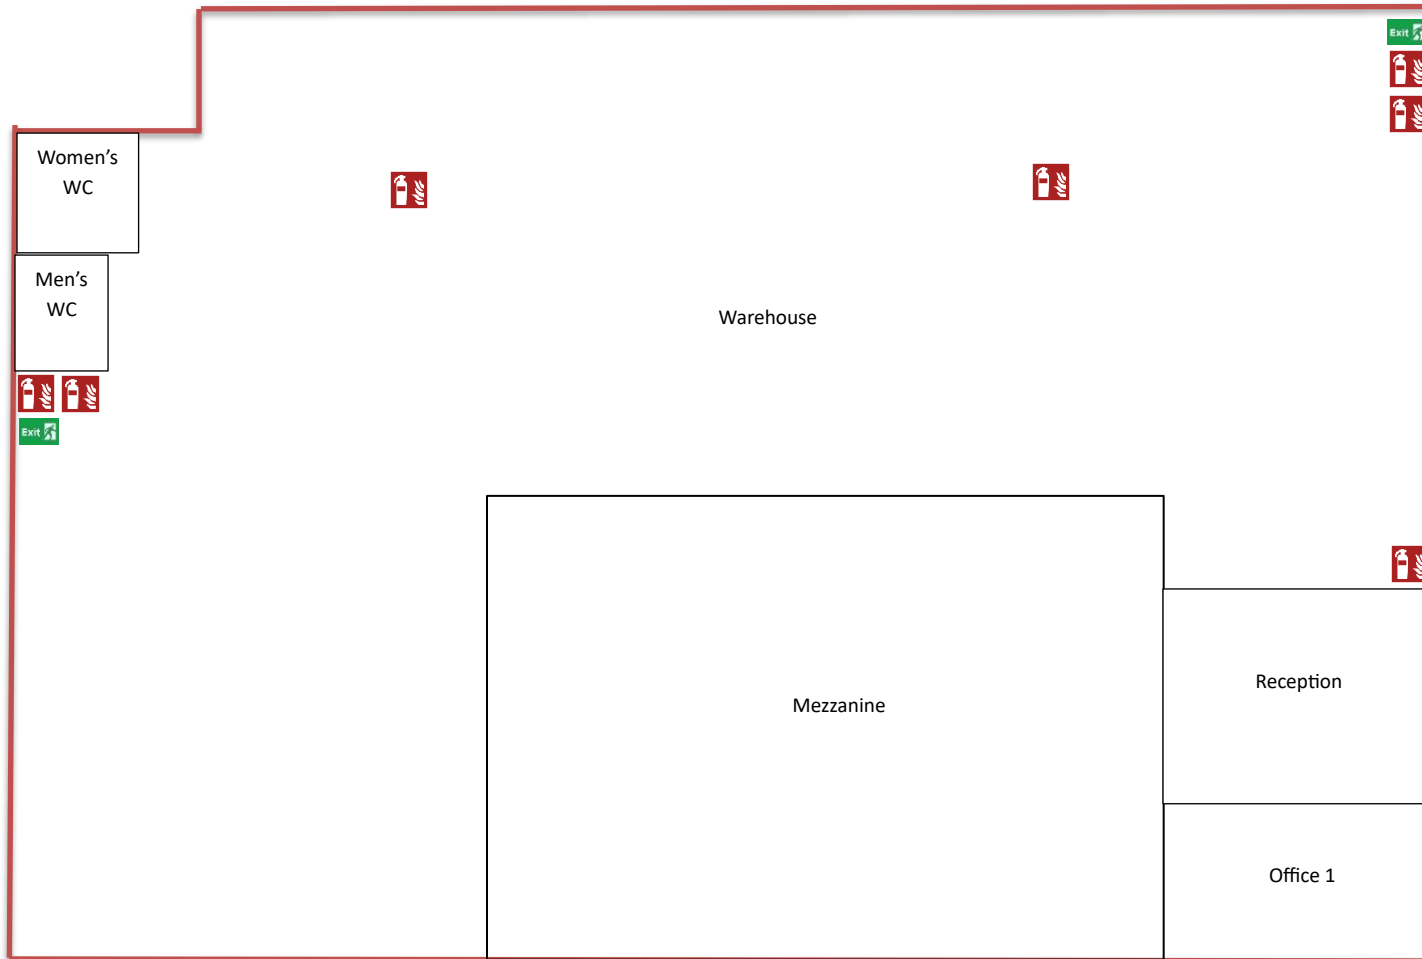 Exit
Women's
WC
Men's
WC
Warehouse
Exit
Mezzanine
Reception
Office 1